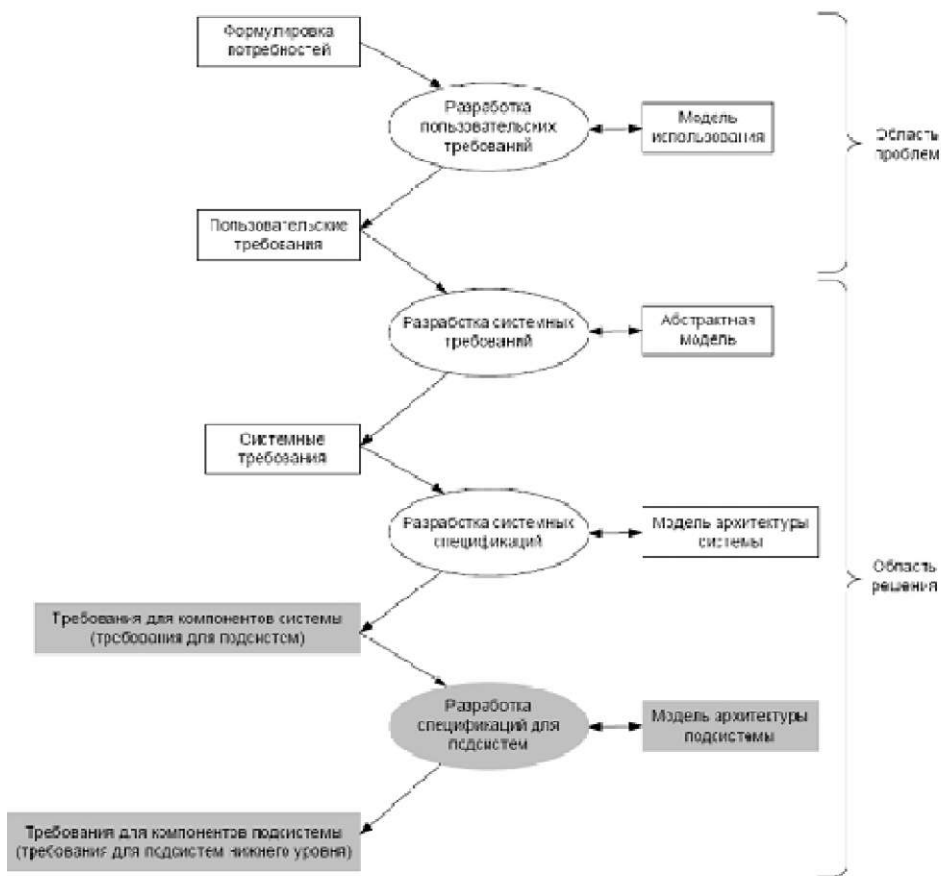 Формулировка
потребностей
Разработка
пользовательских
требований
Модель
использования
Область
проблем
Пользовательские
требования
Разработка системных
требований
Абстрактная
модель
Системные
требования
Разработка системных
спецификаций
Модель архитектуры
системы
Область
решения
Требования для компонентов системы
(требования для подсистем)
Разработка
спецификаций для
подсистем
Модель архитектуры
подсистемы
Требования для компонентов подсистемы
(требования для подсистем нижнего уровня)